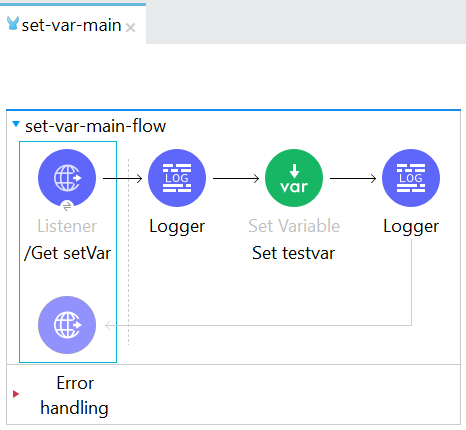 set-var-main
set-var-main-flow
LOG
var
LOG
Listener
Logger
Set Variable
Logger
/Get setVar
Set testvar
Error
handling